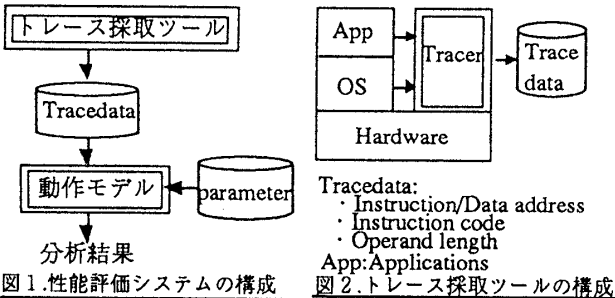 トレース採取ツール
Tracedata
動作モデル
parameter
分析結果
図1.性能評価システムの構成
App
OS
Tracer
Trace
data
Hardware
Tracedata:
・Instruction/Data address
・Instruction code
・Operand length
App:Applications
図2.トレース採取ツールの構成